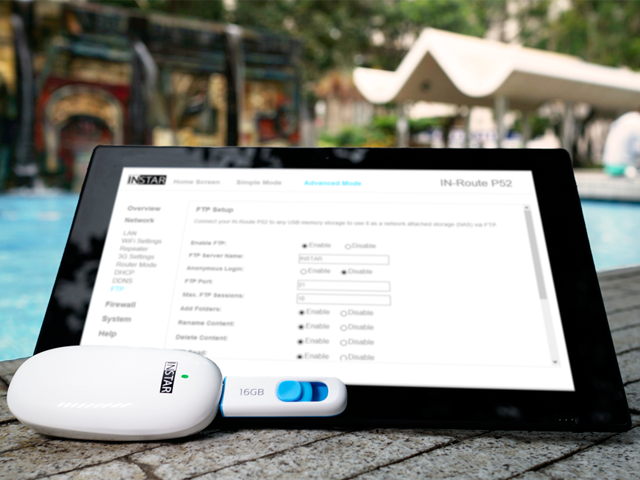 INSTAR Home Screen Simple Mode Advanced Mode IN-Route P52
Overview
Network
LAN
WiFi Settings
Repeater
3G Settings
Router Mode
DHCP
DDNS
FTP
Firewall
System
Help
FTP Setup
Connect your IN-Route P52 to any USB memory storage to use it as a network attached storage (NAS) via FTP.
Enable FTP: Enable Disable
FTP Server Name: INSTAR
Anonymous Login: Enable Disable
FTP Port: 21
Max. FTP Sessions: 10
Add Folders: Enable Disable
Rename Content: Enable Disable
Delete Content: Enable Disable
Enable Disable
INSTAR
16GB